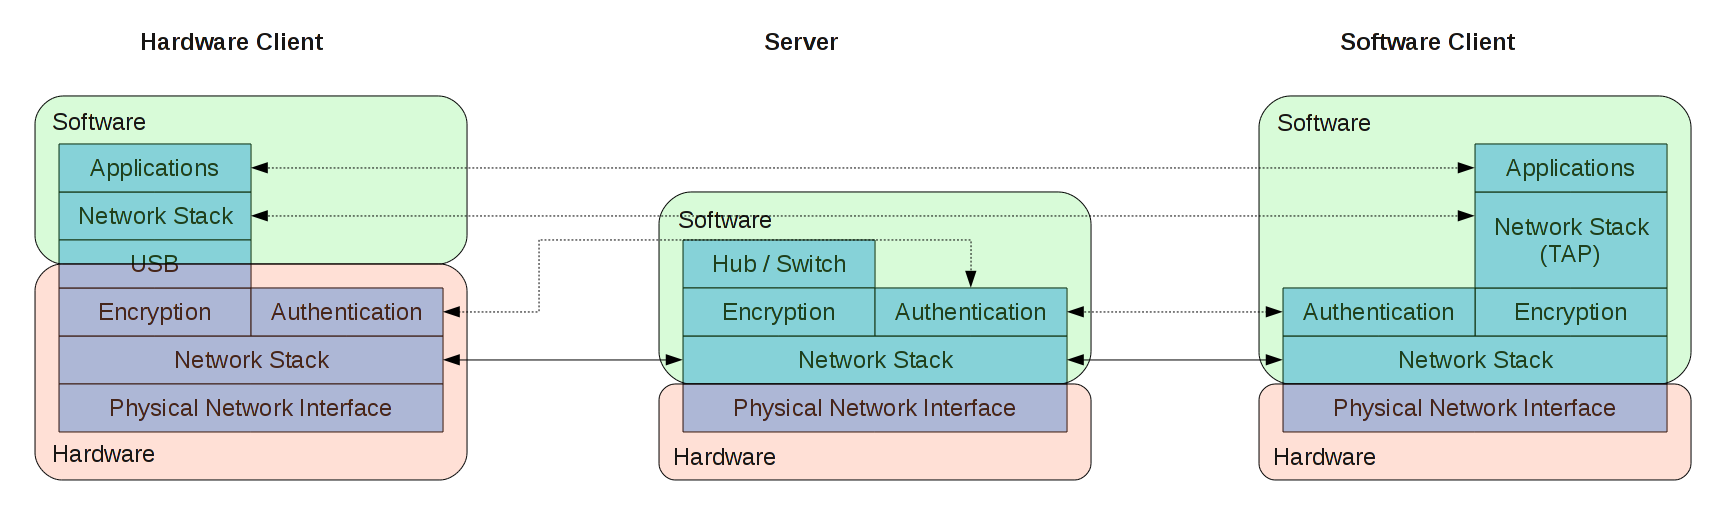 Hardware Client
Server
Software Client
Software
Applications
Network Stack
USB
Encryption
Authentication
Network Stack
Physical Network Interface
Hardware
Software
Hub / Switch
Encryption
Authentication
Network Stack
Physical Network Interface
Hardware
Software
Applications
Network Stack
(TAP)
Authentication
Encryption
Network Stack
Physical Network Interface
Hardware